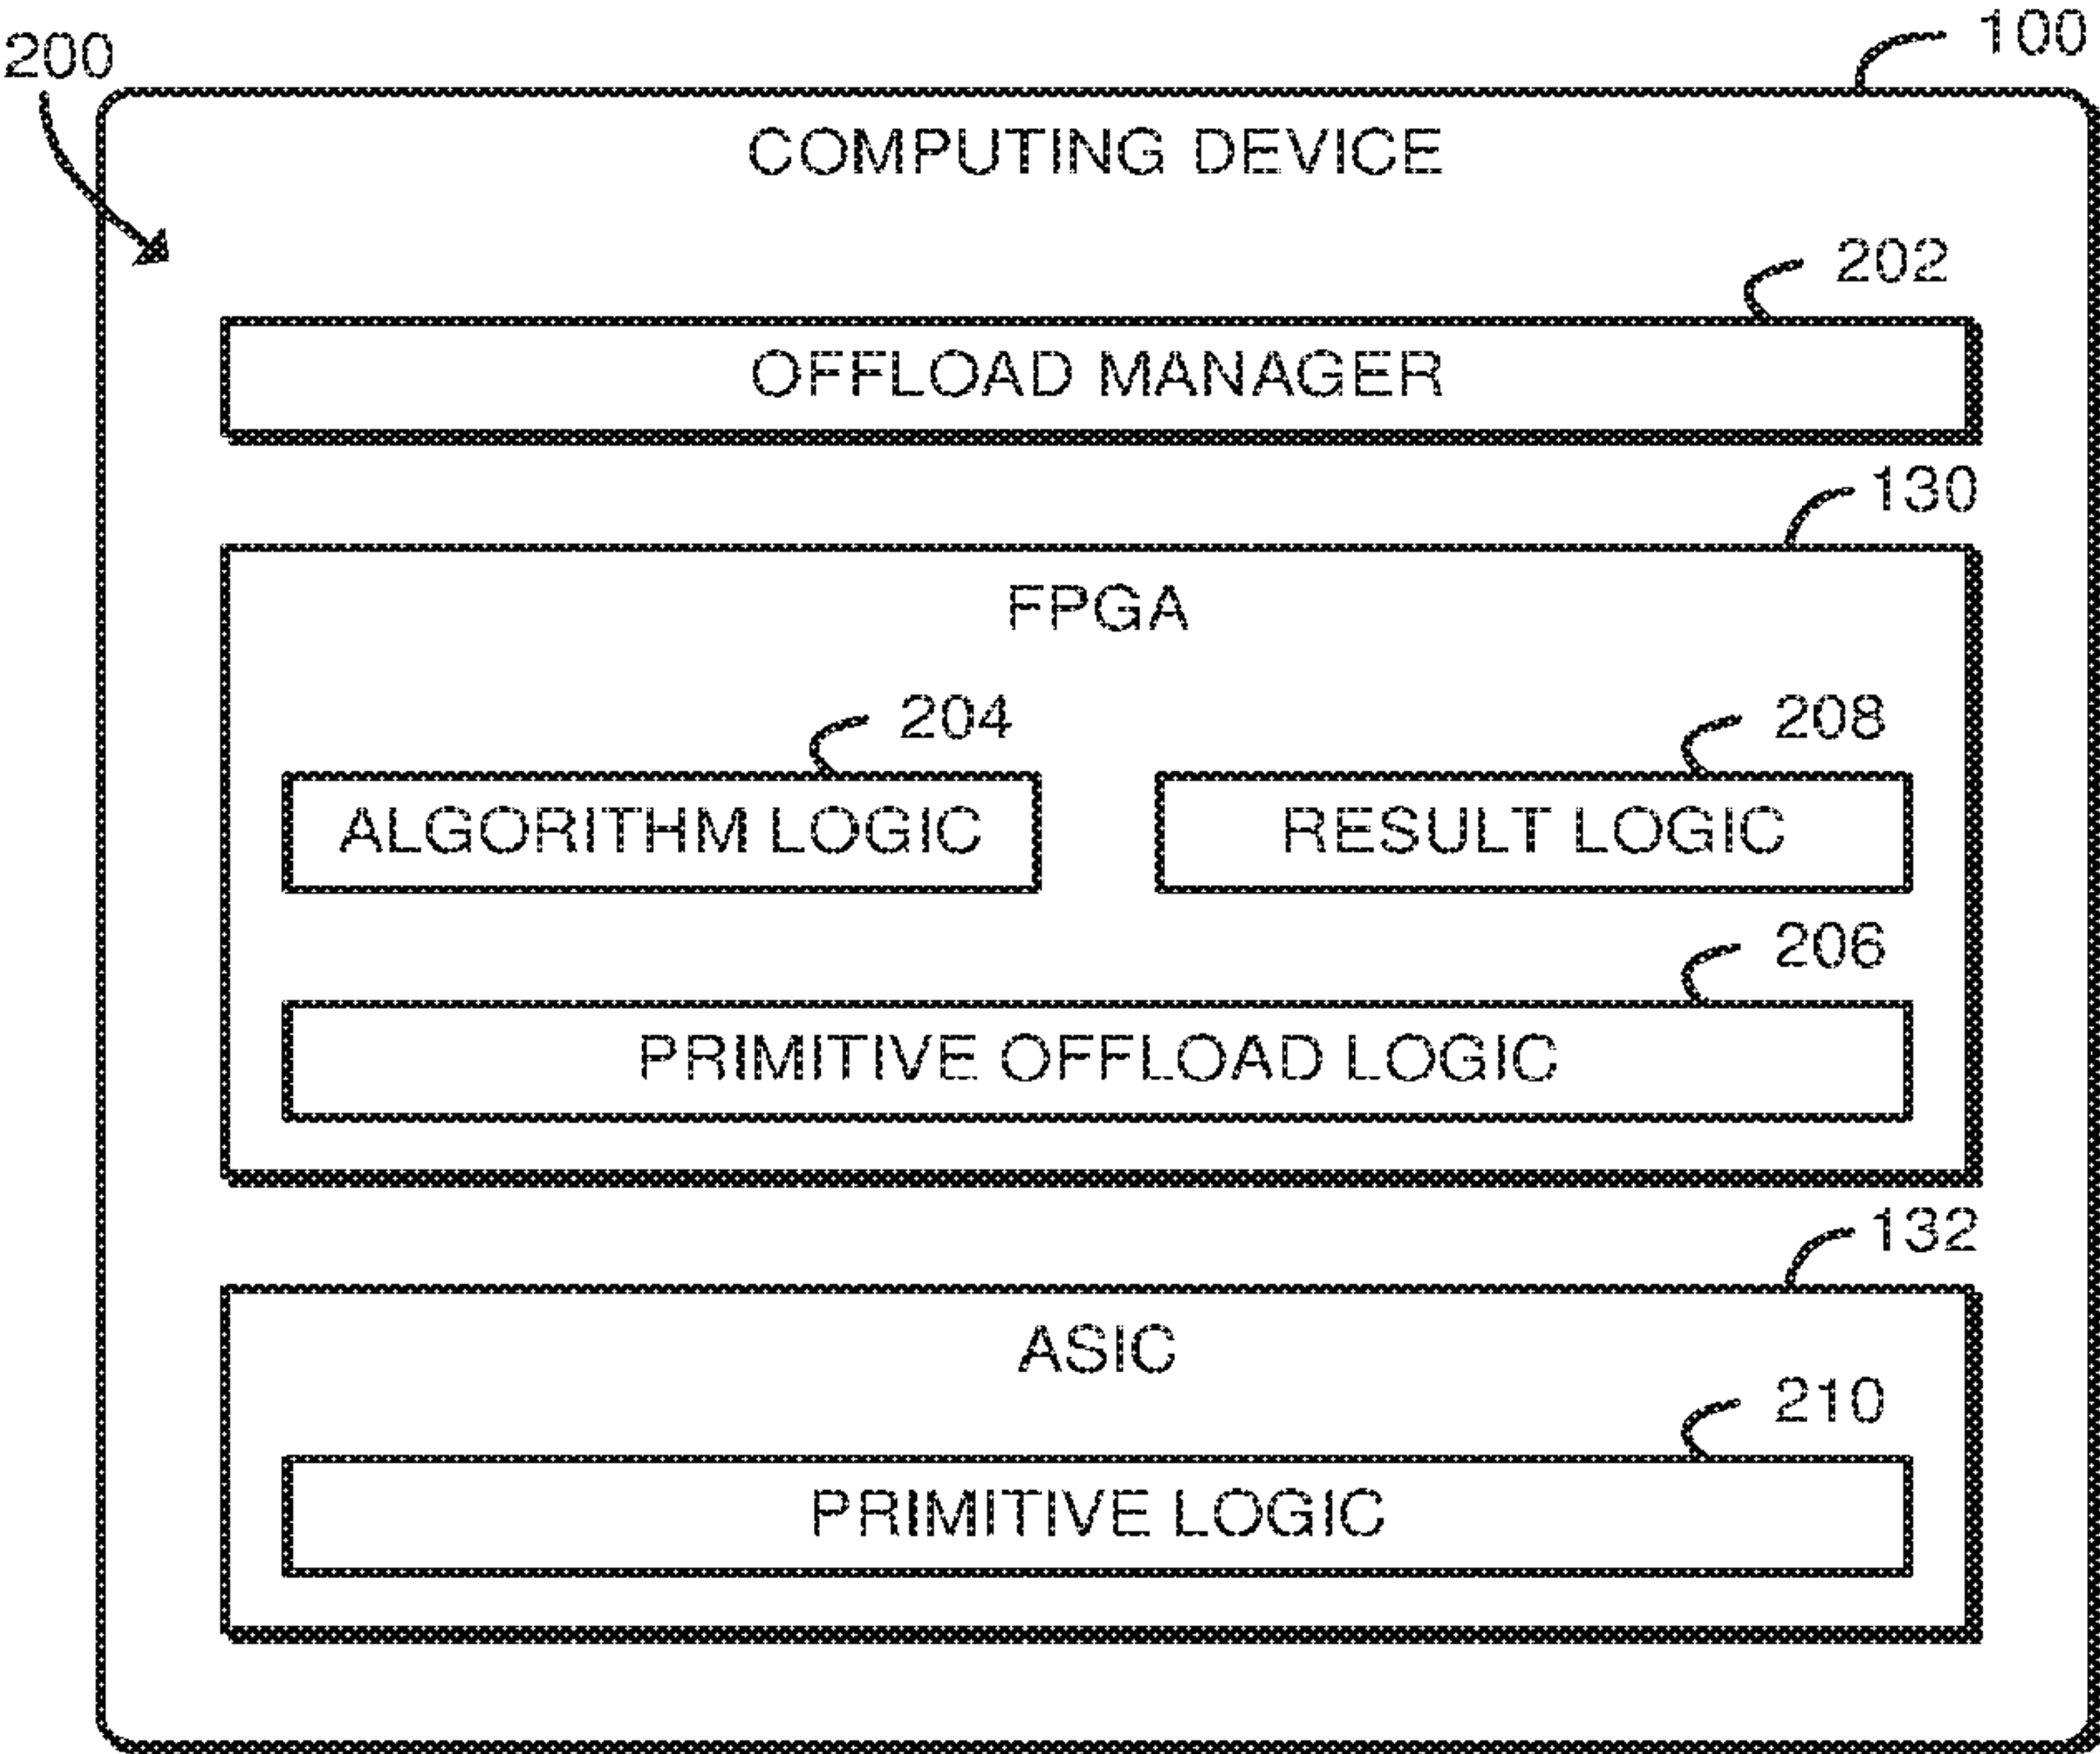 200
100
COMPUTING DEVICE
202
OFFLOAD MANAGER
130
FPGA
204
208
ALGORITHM LOGIC
RESULT LOGIC
206
PRIMITIVE OFFLOAD LOGIC
132
ASIC
210
PRIMITIVE LOGIC